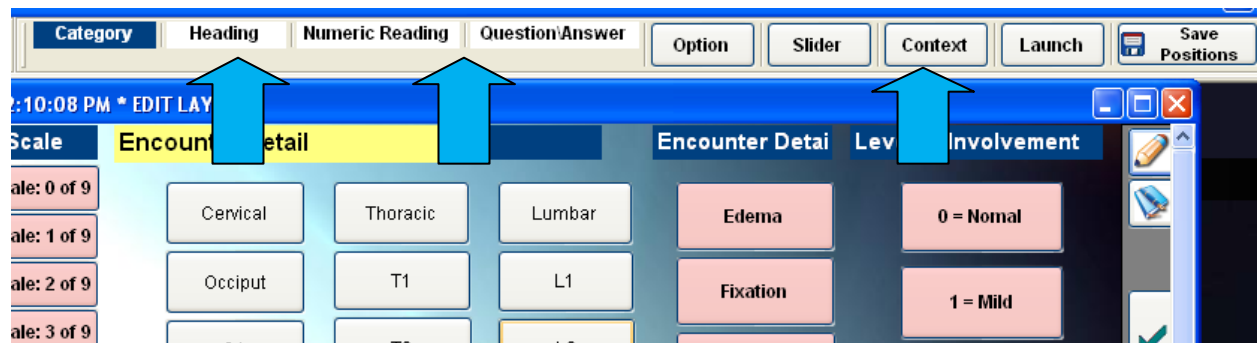 Category Heading Numeric Reading Question\Answer Option Slider Context Launch Save
Positions
:10:08 PM * EDIT LAY
Scale Encount etail Encounter Detai Lev Involvement
ale: 0 of 9
Cervical Thoracic Lumbar Edema 0 = Nomal
ale: 1 of 9
ale: 2 of 9 Occiput T1 L1 Fixation 1 = Mild
ale: 3 of 9